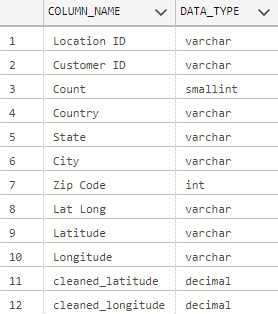 COLUMN_NAME DATA_TYPE
1 Location ID varchar
2 Customer ID varchar
3 Count smallint
4 Country varchar
5 State varchar
6 City varchar
7 Zip Code int
8 Lat Long varchar
9 Latitude varchar
10 Longitude varchar
11 cleaned_latitude decimal
12 cleaned_longitude decimal